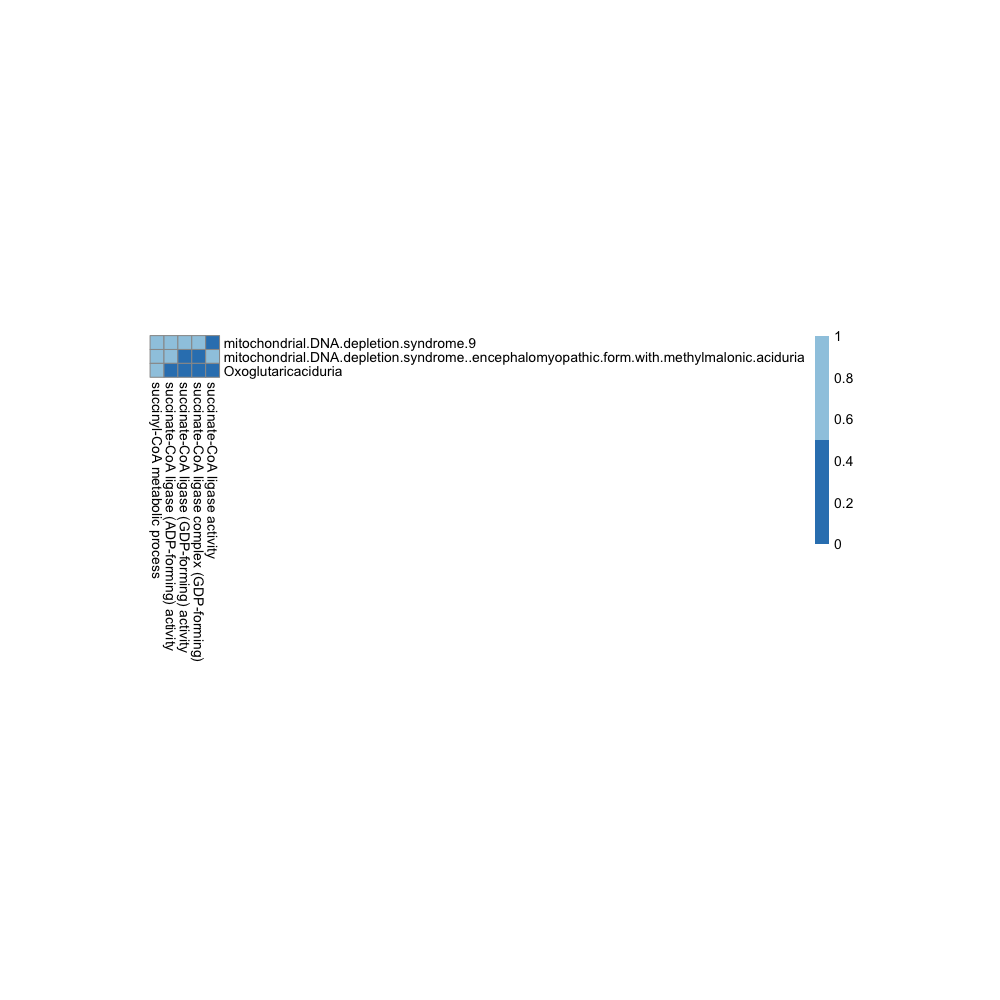 mitochondrial.DNA.depletion.syndrome.9
mitochondrial.DNA.depletion.syndrome..encephalomyopathic.form.with.methylmalonic.aciduria
Oxoglutaricaciduria
succinyl-CoA metabolic process
succinate-CoA ligase (ADP-forming) activity
succinate-CoA ligase (GDP-forming) activity
succinate-CoA ligase complex (GDP-forming)
succinate-CoA ligase activity
1
0.8
0.6
0.4
0.2
0